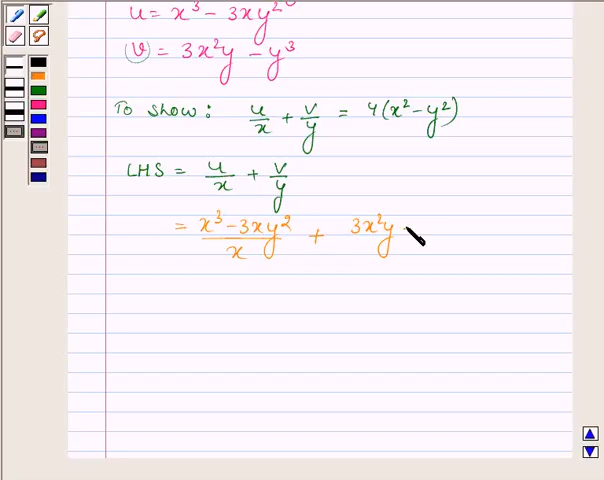 u = x³ - 3xy²
v = 3x²y - y³
To show: u/x + v/y = 4(x² - y²)
LHS = u/x + v/y
= (x³ - 3xy²)/x + 3x²y